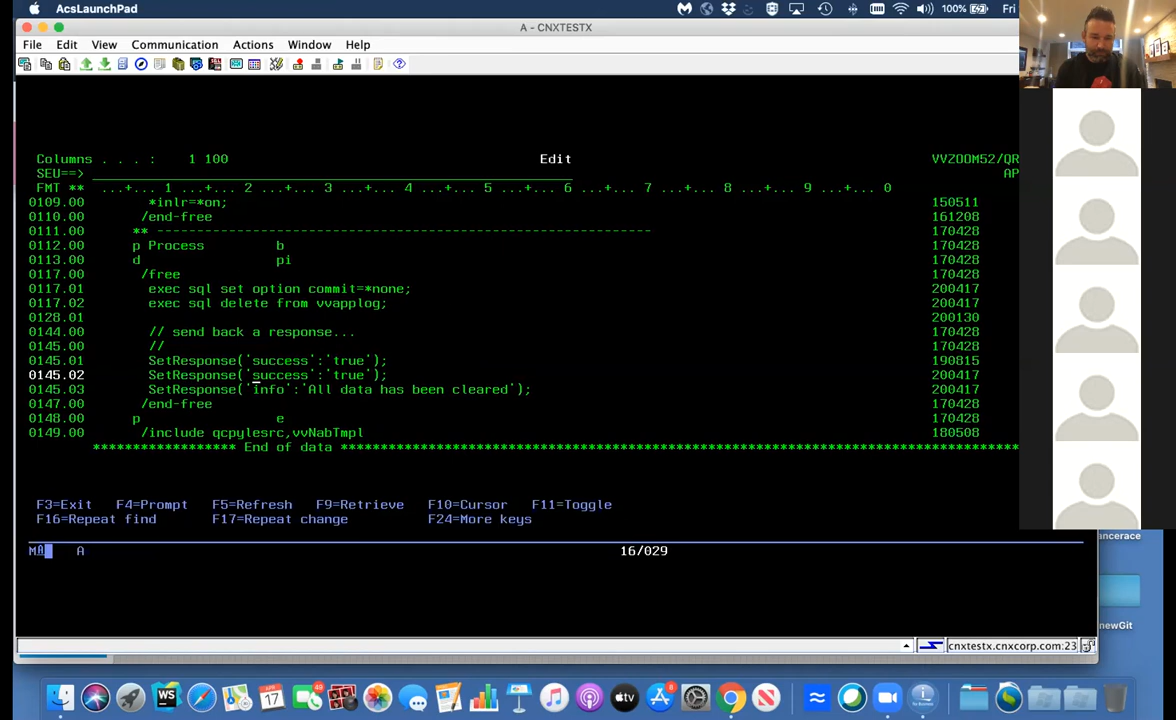 AcsLaunchPad 100% Fri
A - CNXTESTX
File Edit View Communication Actions Window Help
Columns . . . : 1 100 Edit VVZOOM52/QR
SEU==> AP
FMT ** ...+... 1 ...+... 2 ...+... 3 ...+... 4 ...+... 5 ...+... 6 ...+... 7 ...+... 8 ...+... 9 ...+... 0
0109.00 *inlr=*on; 150511
0110.00 /end-free 161208
0111.00 ** -------------------------------------------------------------- 170428
0112.00 p Process b 170428
0113.00 d pi 170428
0117.00 /free 170428
0117.01 exec sql set option commit=*none; 200417
0117.02 exec sql delete from vvapplog; 200417
0128.01 200130
0144.00 // send back a response... 170428
0145.00 // 170428
0145.01 SetResponse('success':'true'); 190815
0145.02 SetResponse('success':'true'); 200417
0145.03 SetResponse('info':'All data has been cleared'); 200417
0147.00 /end-free 170428
0148.00 p e 170428
0149.00 /include qcpylesrc,vvNabTmpl 180508
****************** End of data ******************************************************************************
F3=Exit F4=Prompt F5=Refresh F9=Retrieve F10=Cursor F11=Toggle
F16=Repeat find F17=Repeat change F24=More keys
MA A 16/029
ancerace
newGit
cnxtestx.cnxcorp.com:23
WS APR 17 tv